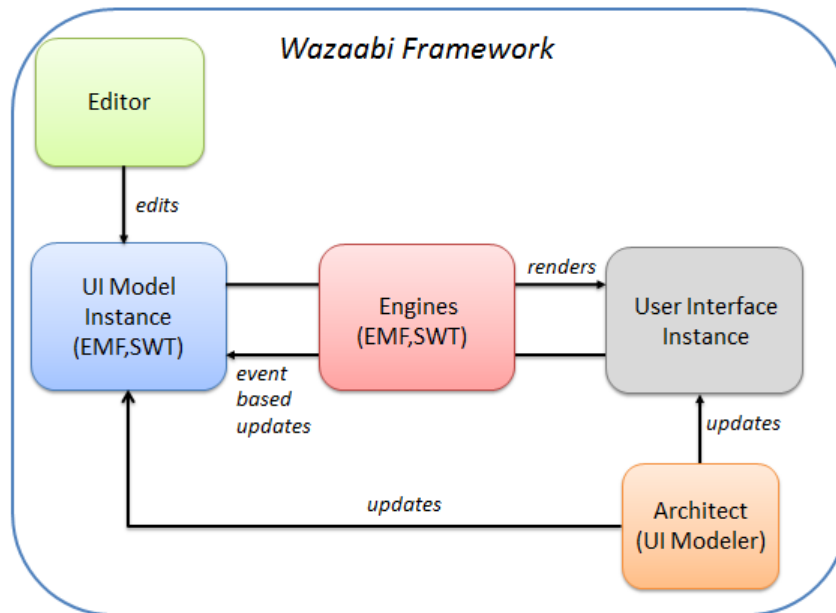 Wazaabi Framework
Editor
edits
UI Model
Instance
(EMF,SWT)
Engines
(EMF,SWT)
renders
User Interface
Instance
event
based
updates
updates
updates
Architect
(UI Modeler)